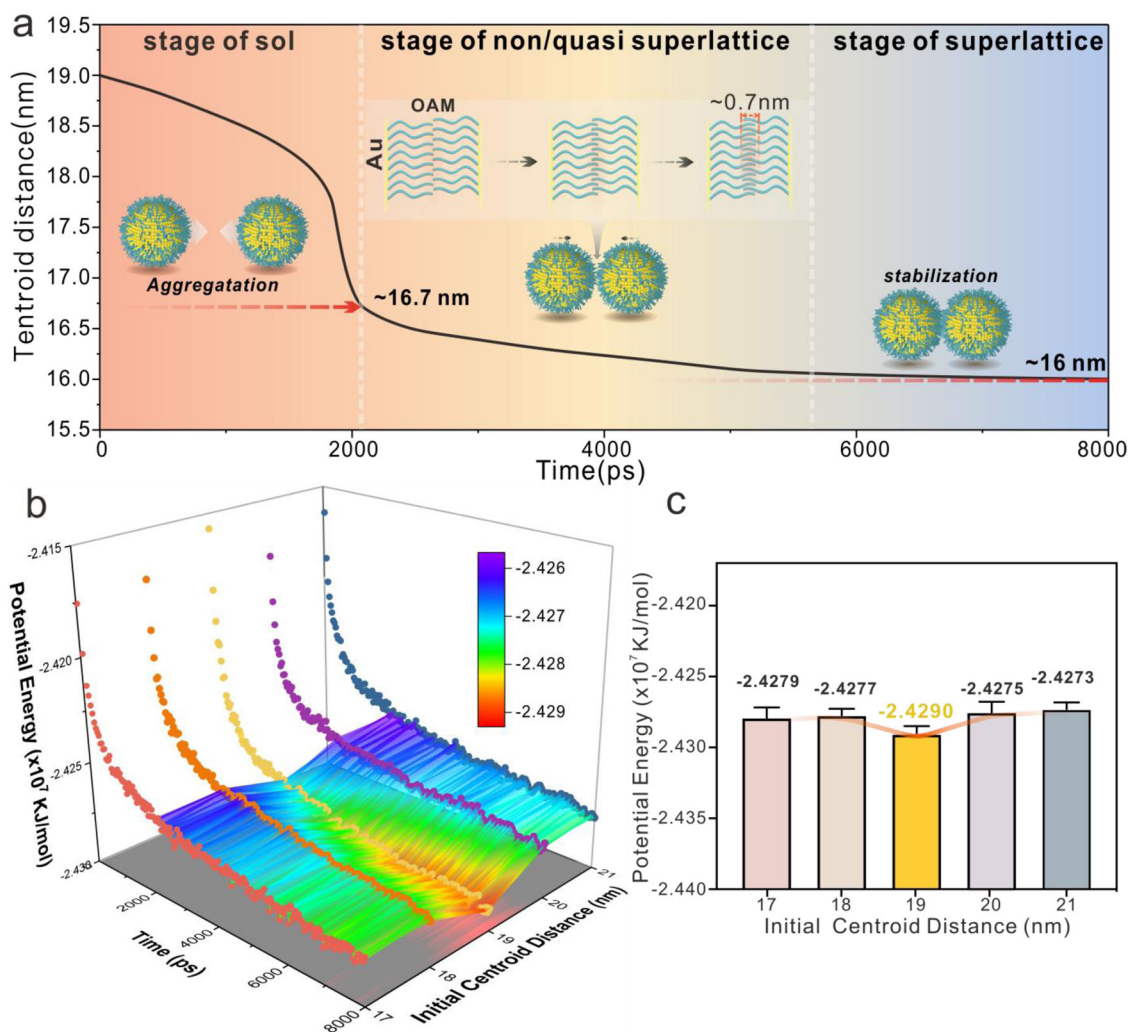 a
stage of sol
stage of non/quasi superlattice
stage of superlattice
19.5
19.0
18.5
18.0
17.5
17.0
16.5
16.0
15.5
Tentroid distance(nm)
OAM
Au
~0.7nm
Aggregatation
~16.7 nm
stabilization
~16 nm
0
2000
4000
6000
8000
Time(ps)
b
-2.415
-2.420
-2.425
-2.430
Potential Energy (x10⁷ KJ/mol)
-2.426
-2.427
-2.428
-2.429
2000
4000
6000
8000
Time (ps)
17
18
19
20
21
Initial Centroid Distance (nm)
c
-2.420
-2.425
-2.430
-2.435
-2.440
Potential Energy (x10⁷ KJ/mol)
-2.4279
-2.4277
-2.4290
-2.4275
-2.4273
17
18
19
20
21
Initial Centroid Distance (nm)